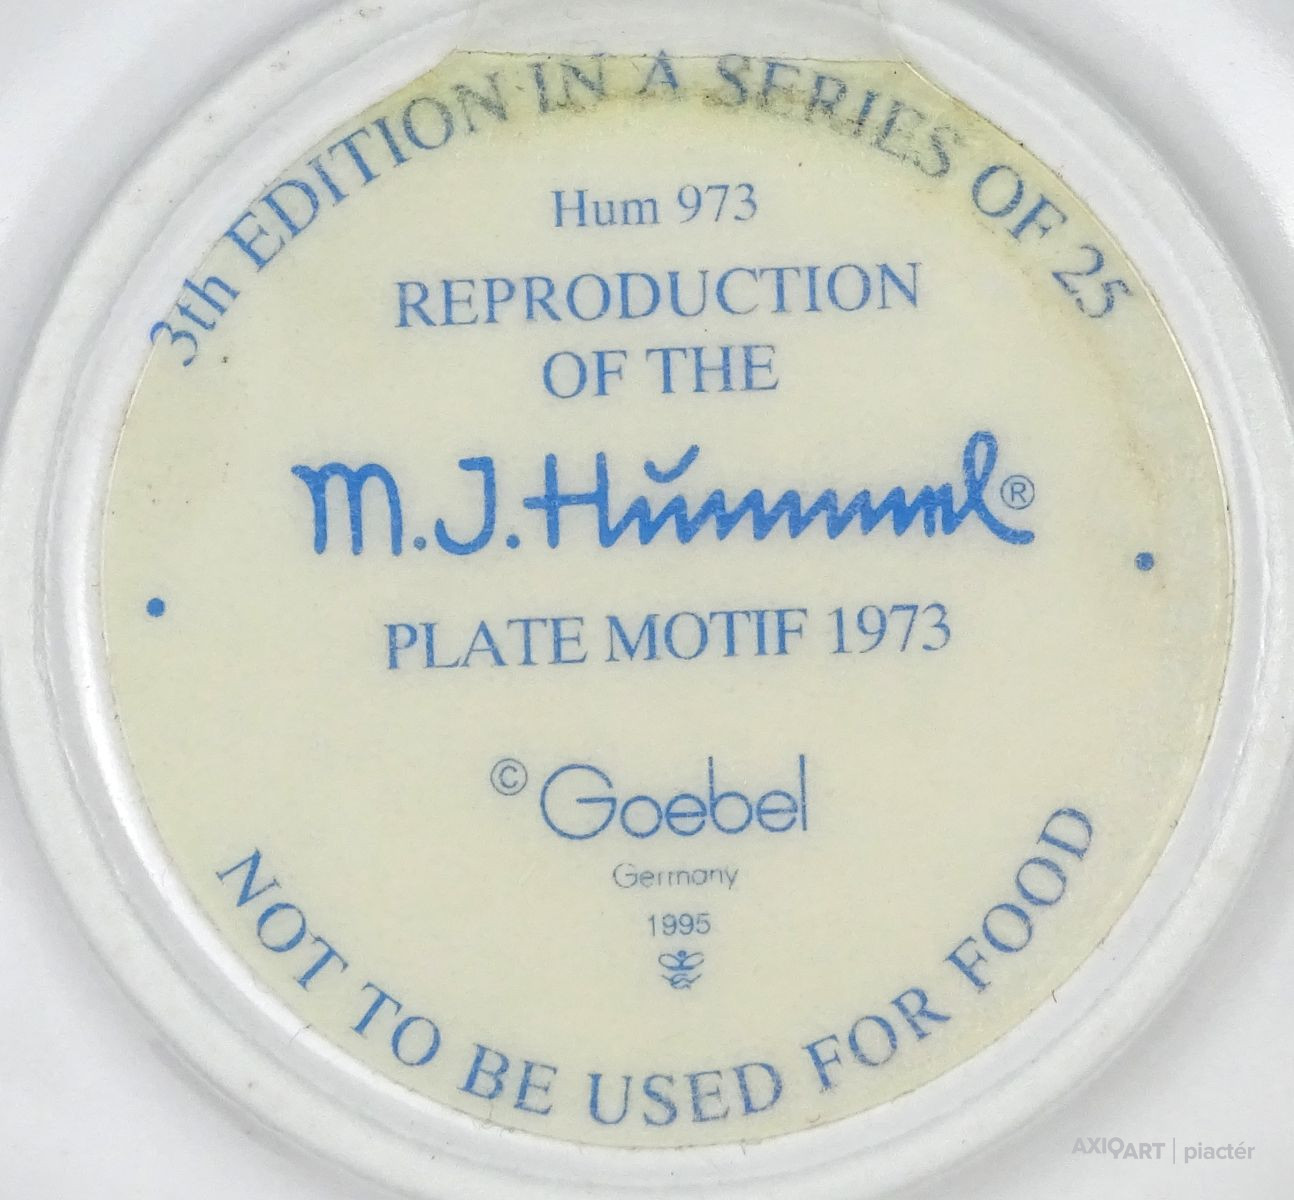 3th EDITION IN A SERIES OF 25
Hum 973
REPRODUCTION
OF THE
M.J.Hummel®
PLATE MOTIF 1973
© Goebel
Germany
1995
NOT TO BE USED FOR FOOD
AXIOART | piactér